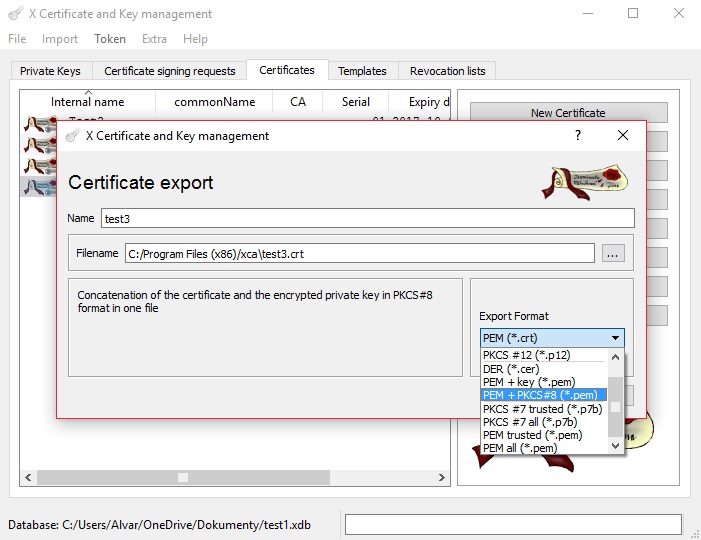 X Certificate and Key management
File Import Token Extra Help
Private Keys Certificate signing requests Certificates Templates Revocation lists
Internal name commonName CA Serial Expiry d
New Certificate
X Certificate and Key management ?
Certificate export
Name test3
Filename C:/Program Files (x86)/xca\test3.crt ...
Concatenation of the certificate and the encrypted private key in PKCS#8
format in one file
Export Format
PEM (*.crt)
PKCS #12 (*.p12)
DER (*.cer)
PEM + key (*.pem)
PEM + PKCS#8 (*.pem)
PKCS #7 trusted (*.p7b)
PKCS #7 all (*.p7b)
PEM trusted (*.pem)
PEM all (*.pem)
Database: C:/Users/Alvar/OneDrive/Dokumenty/test1.xdb